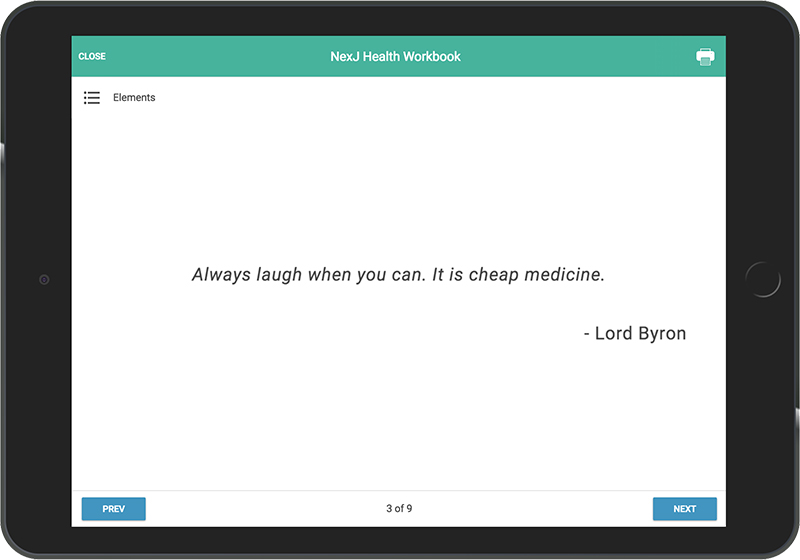 CLOSE
NexJ Health Workbook
Elements
Always laugh when you can. It is cheap medicine.
- Lord Byron
PREV
3 of 9
NEXT